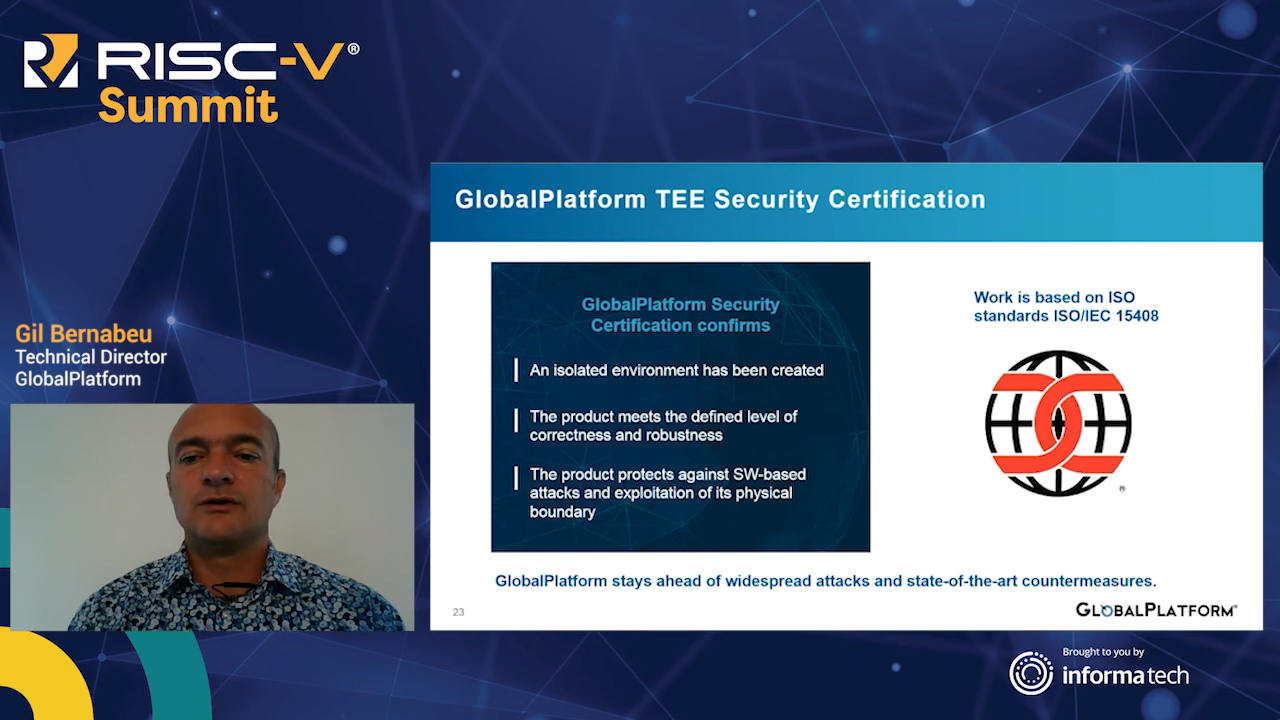 RISC-V®
Summit
GlobalPlatform TEE Security Certification
GlobalPlatform Security
Certification confirms
An isolated environment has been created
The product meets the defined level of
correctness and robustness
The product protects against SW-based
attacks and exploitation of its physical
boundary
Work is based on ISO
standards ISO/IEC 15408
®
GlobalPlatform stays ahead of widespread attacks and state-of-the-art countermeasures.
23
GLOBALPLATFORM®
Gil Bernabeu
Technical Director
GlobalPlatform
Brought to you by
informa tech